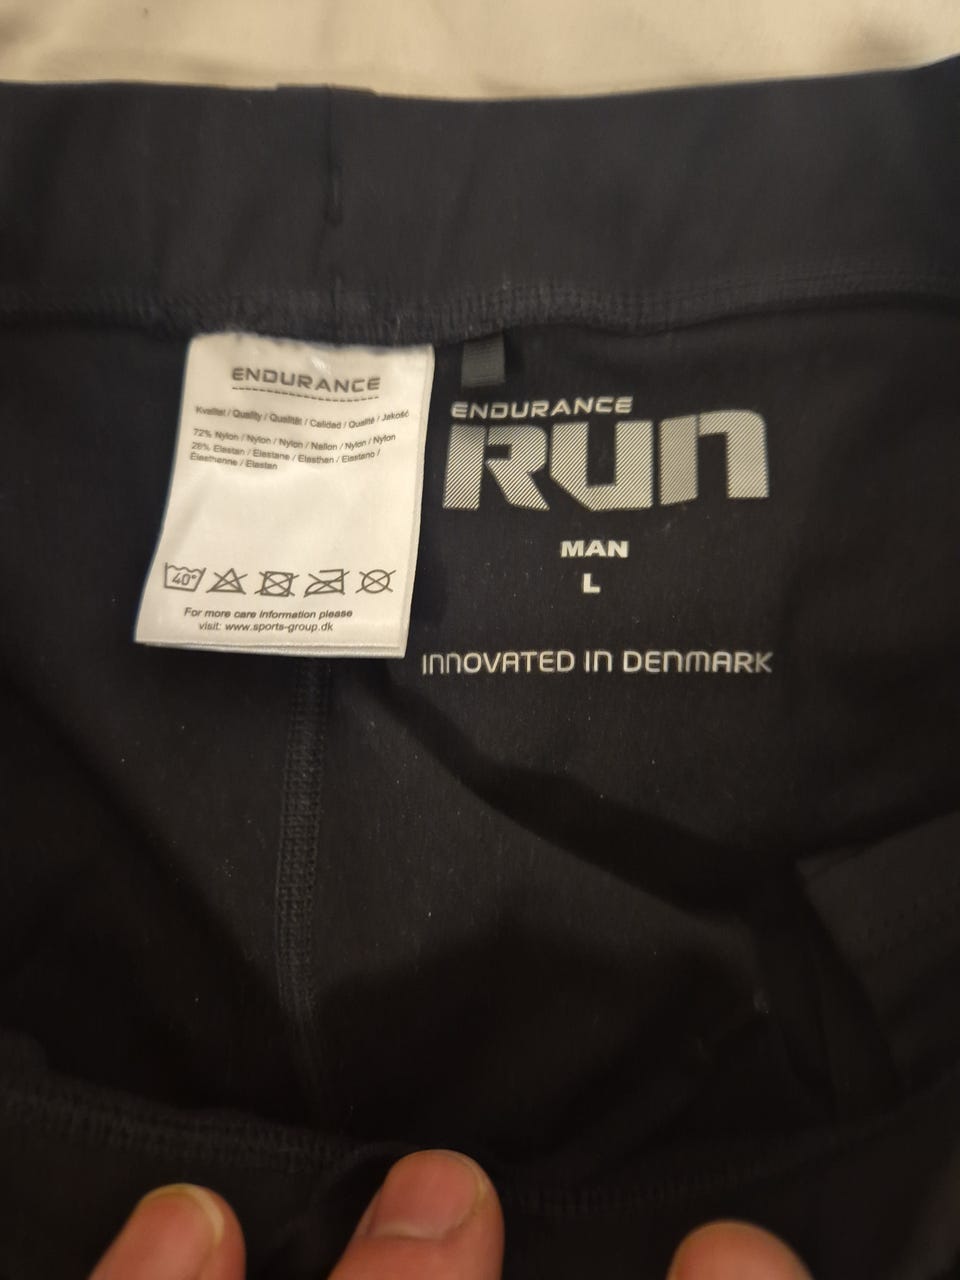 ENDURANCE
Kvalitet / Quality / Qualität / Calidad / Qualité / Jakość
72% Nylon / Nylon / Nylon / Nailon / Nylon / Nylon
28% Elastan / Elastane / Elasthan / Elastano /
Élasthanne / Elastan
40°
For more care information please
visit: www.sports-group.dk
ENDURANCE
RUN
MAN
L
INNOVATED IN DENMARK